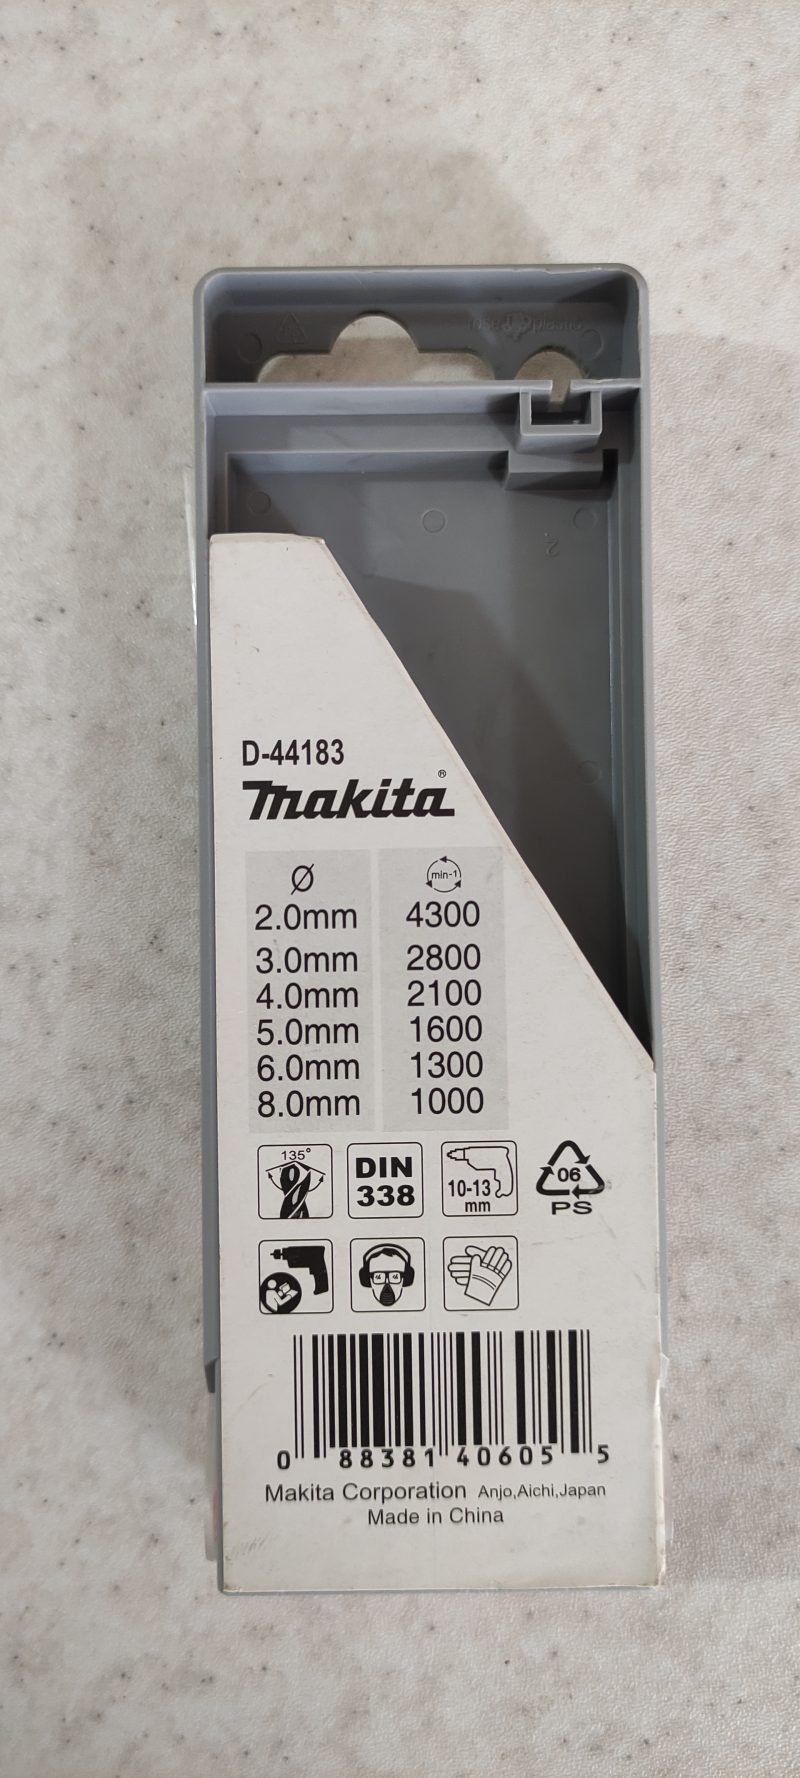 D-44183
makita®
Ø min-1
2.0mm 4300
3.0mm 2800
4.0mm 2100
5.0mm 1600
6.0mm 1300
8.0mm 1000
135°
DIN
338
10-13
mm
06
PS
0 88381 40605 5
Makita Corporation Anjo,Aichi,Japan
Made in China
2